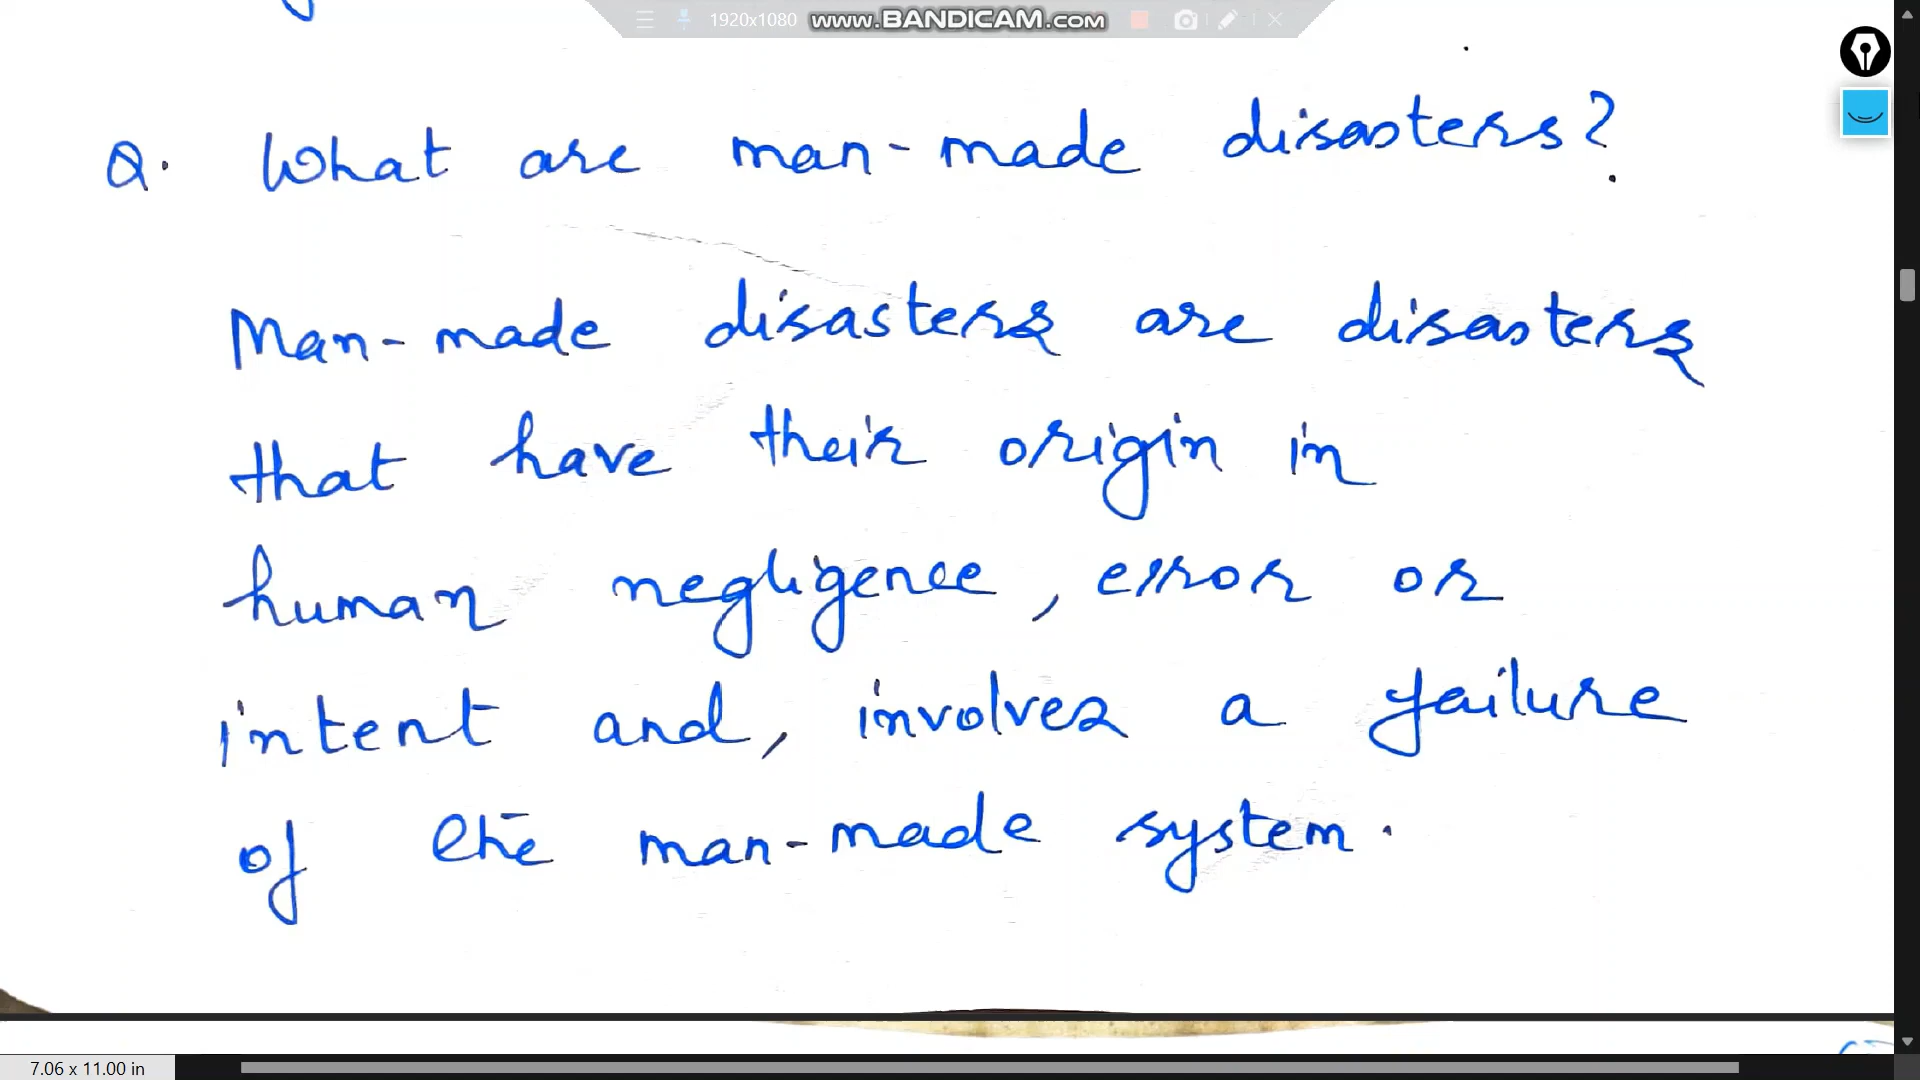 1920x1080 www.BANDICAM.com
Q. What are man-made disasters?
Man-made disasters are disasters
that have their origin in
human negligence, error or
intent and, involves a failure
of the man-made system.
7.06 x 11.00 in